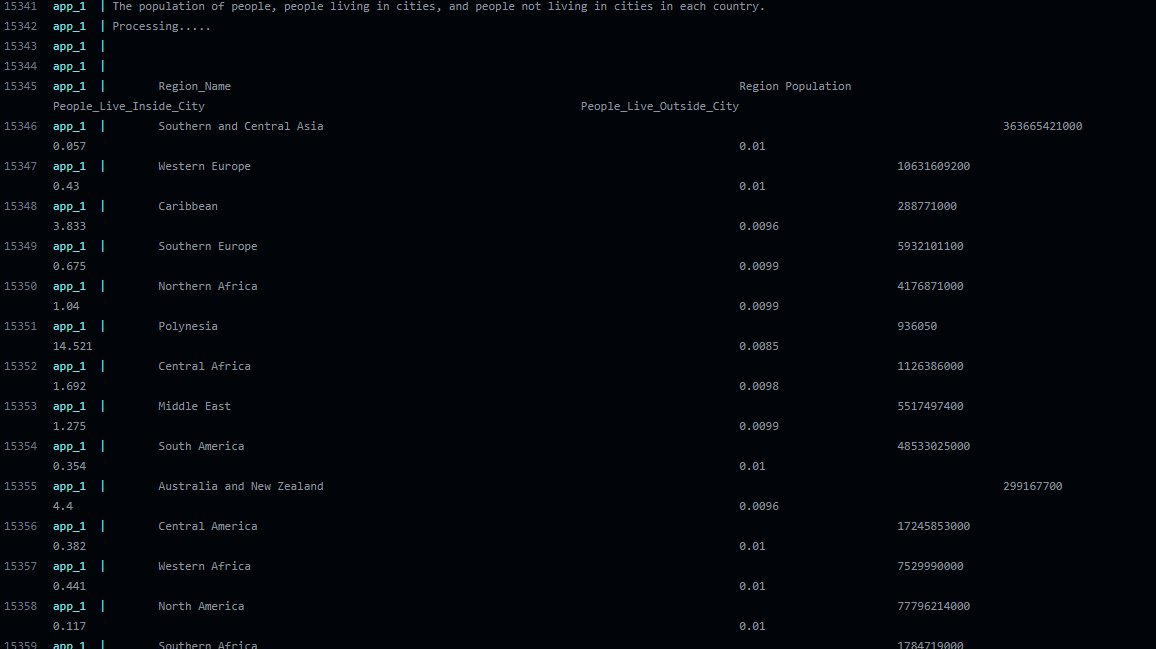 15341 app_1 | The population of people, people living in cities, and people not living in cities in each country.
15342 app_1 | Processing.....
15343 app_1 |
15344 app_1 |
15345 app_1 | Region_Name Region Population
People_Live_Inside_City People_Live_Outside_City
15346 app_1 | Southern and Central Asia 363665421000
0.057 0.01
15347 app_1 | Western Europe 10631609200
0.43 0.01
15348 app_1 | Caribbean 288771000
3.833 0.0096
15349 app_1 | Southern Europe 5932101100
0.675 0.0099
15350 app_1 | Northern Africa 4176871000
1.04 0.0099
15351 app_1 | Polynesia 936050
14.521 0.0085
15352 app_1 | Central Africa 1126386000
1.692 0.0098
15353 app_1 | Middle East 5517497400
1.275 0.0099
15354 app_1 | South America 48533025000
0.354 0.01
15355 app_1 | Australia and New Zealand 299167700
4.4 0.0096
15356 app_1 | Central America 17245853000
0.382 0.01
15357 app_1 | Western Africa 7529990000
0.441 0.01
15358 app_1 | North America 77796214000
0.117 0.01
15359 app_1 | Southern Africa 1784719000